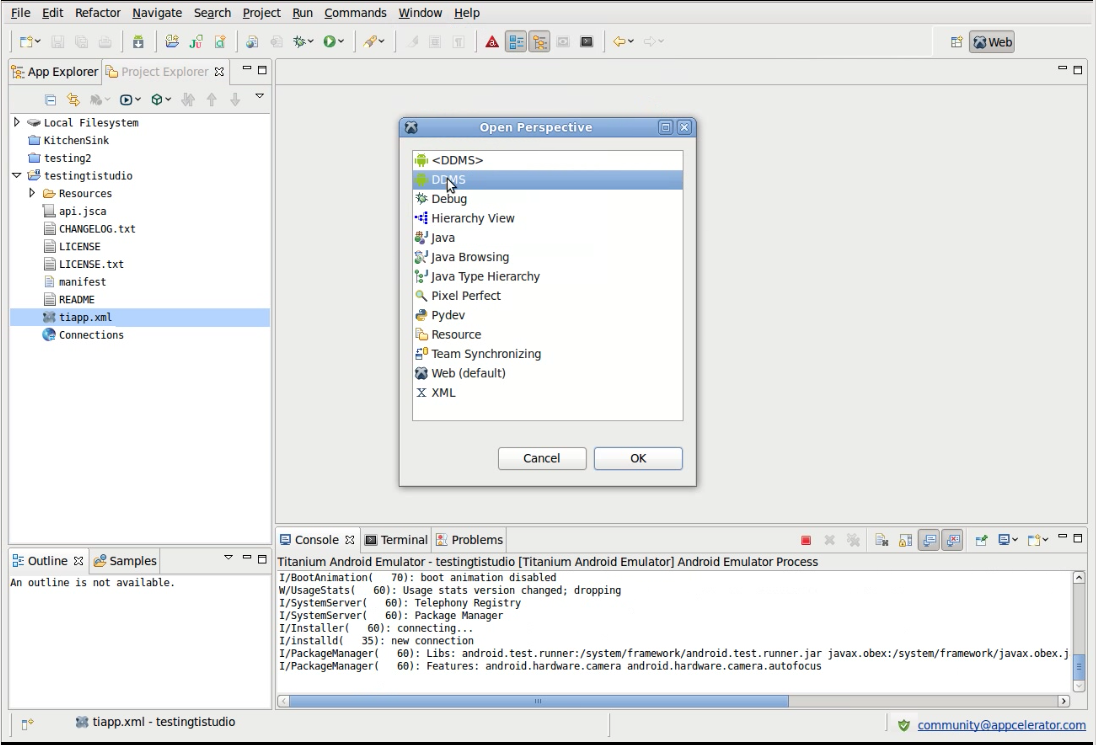 File Edit Refactor Navigate Search Project Run Commands Window Help
Web
App Explorer Project Explorer
Local Filesystem
KitchenSink
testing2
testingtistudio
Resources
api.jsca
CHANGELOG.txt
LICENSE
LICENSE.txt
manifest
README
tiapp.xml
Connections
Open Perspective
<DDMS>
DDMS
Debug
Hierarchy View
Java
Java Browsing
Java Type Hierarchy
Pixel Perfect
Pydev
Resource
Team Synchronizing
Web (default)
XML
Cancel OK
Outline Samples
An outline is not available.
Console Terminal Problems
Titanium Android Emulator - testingtistudio [Titanium Android Emulator] Android Emulator Process
I/BootAnimation(   70): boot animation disabled
W/UsageStats(   60): Usage stats version changed; dropping
I/SystemServer(   60): Telephony Registry
I/SystemServer(   60): Package Manager
I/Installer(   60): connecting...
I/installd(   35): new connection
I/PackageManager(   60): Libs: android.test.runner:/system/framework/android.test.runner.jar javax.obex:/system/framework/javax.obex.j
I/PackageManager(   60): Features: android.hardware.camera android.hardware.camera.autofocus
tiapp.xml - testingtistudio
community@appcelerator.com